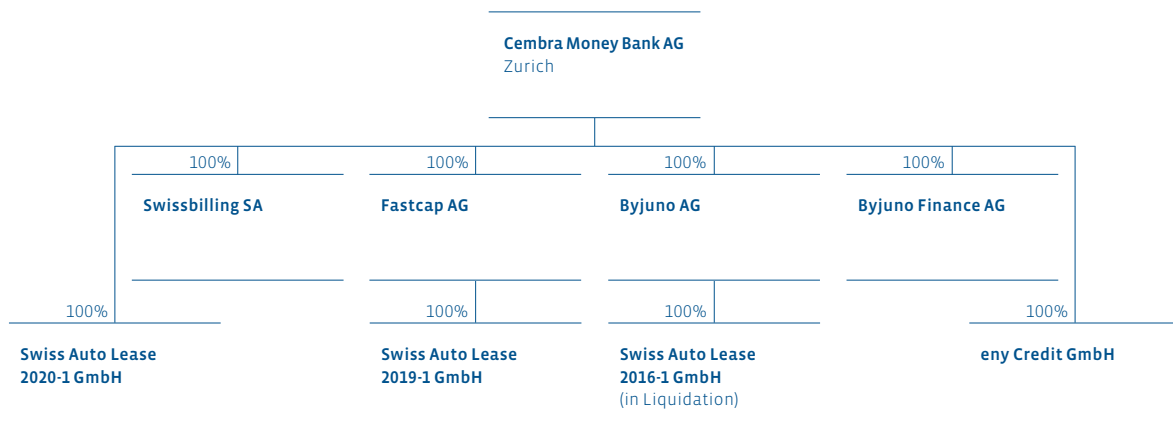 Cembra Money Bank AG
Zurich
100%
100%
100%
100%
Swissbilling SA
Fastcap AG
Byjuno AG
Byjuno Finance AG
100%
100%
100%
100%
Swiss Auto Lease
2020-1 GmbH
Swiss Auto Lease
2019-1 GmbH
Swiss Auto Lease
2016-1 GmbH
(in Liquidation)
eny Credit GmbH